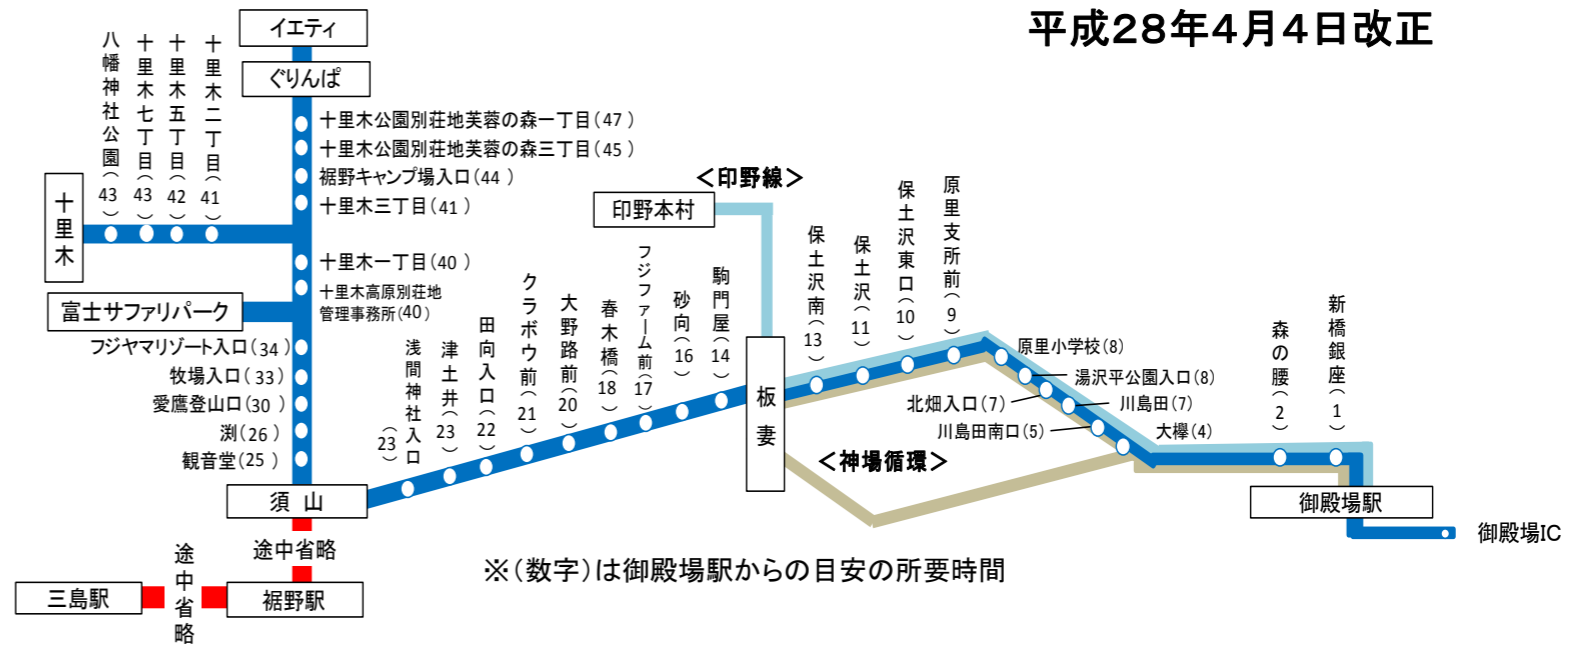 平成28年4月4日改正
イエティ
ぐりんぱ
八幡神社公園(43)
十里木七丁目(43)
十里木五丁目(42)
十里木二丁目(41)
十里木公園別荘地芙蓉の森一丁目(47)
十里木公園別荘地芙蓉の森三丁目(45)
裾野キャンプ場入口(44)
十里木三丁目(41)
十里木
十里木一丁目(40)
十里木高原別荘地
管理事務所(40)
富士サファリパーク
フジヤマリゾート入口(34)
牧場入口(33)
愛鷹登山口(30)
渕(26)
観音堂(25)
須山
途中省略
裾野駅
途中省略
三島駅
浅間神社入口(23)
津土井(23)
田向入口(22)
クラボウ前(21)
大野路前(20)
春木橋(18)
フジファーム前(17)
砂向(16)
駒門屋(14)
<印野線>
印野本村
板妻
保土沢南(13)
保土沢(11)
保土沢東口(10)
原里支所前(9)
原里小学校(8)
湯沢平公園入口(8)
北畑入口(7)
川島田(7)
川島田南口(5)
大欅(4)
<神場循環>
森の腰(2)
新橋銀座(1)
御殿場駅
御殿場IC
※(数字)は御殿場駅からの目安の所要時間